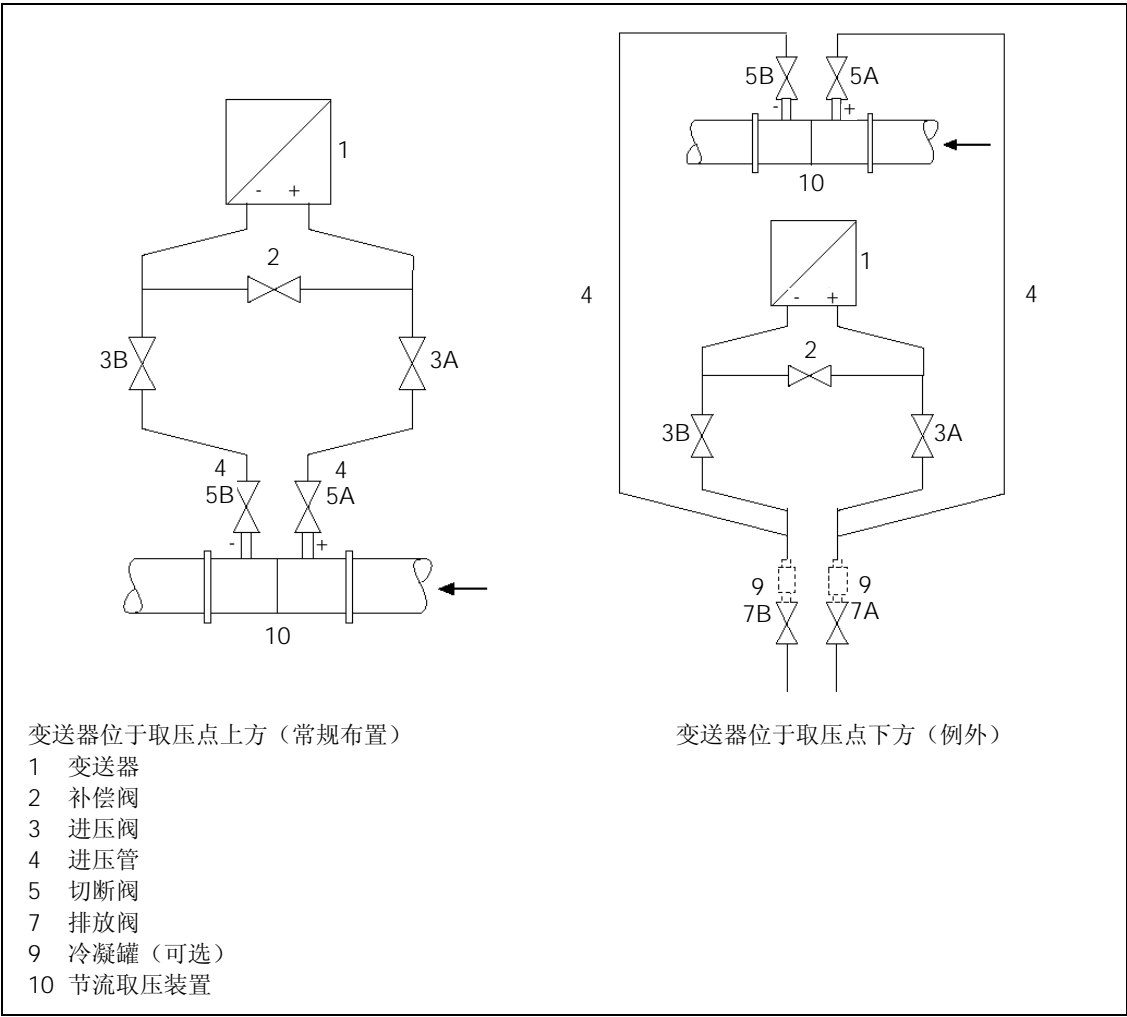 5B
5A
-
+
10
1
-
+
2
3B
3A
4
4
5B
5A
-
+
10
1
-
+
2
3B
3A
4
4
9
9
7B
7A
变送器位于取压点上方（常规布置）
变送器位于取压点下方（例外）
1 变送器
2 补偿阀
3 进压阀
4 进压管
5 切断阀
7 排放阀
9 冷凝罐（可选）
10 节流取压装置